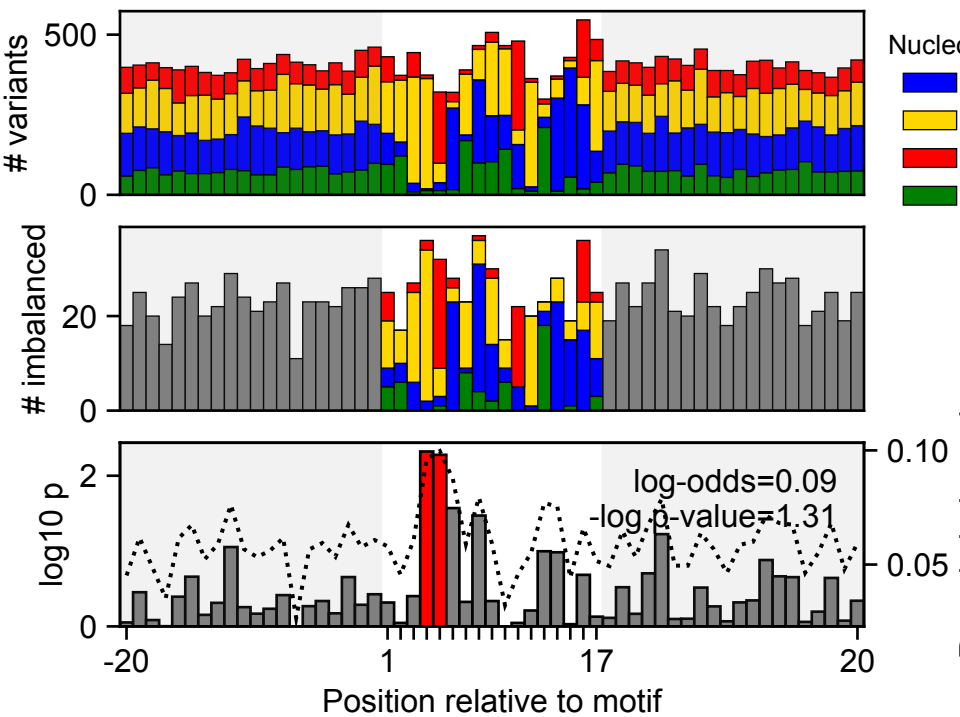 500
0
# variants
20
0
# imbalanced
2
1
0
log10 p
0.10
0.05
log-odds=0.09
-log p-value=1.31
-20
1
17
20
Position relative to motif